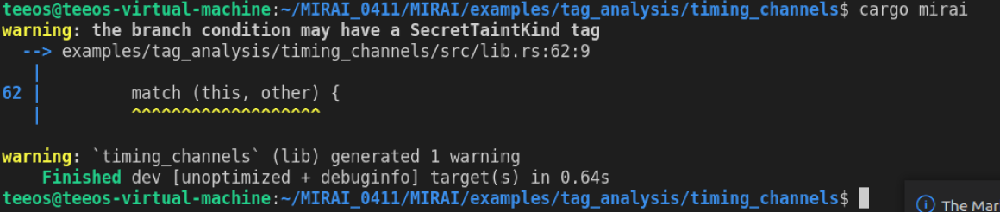 teeos@teeos-virtual-machine:~/MIRAI_0411/MIRAI/examples/tag_analysis/timing_channels$ cargo mirai
warning: the branch condition may have a SecretTaintKind tag
  --> examples/tag_analysis/timing_channels/src/lib.rs:62:9
   |
62 |         match (this, other) {
   |         ^^^^^^^^^^^^^^^^^^^
warning: `timing_channels` (lib) generated 1 warning
    Finished dev [unoptimized + debuginfo] target(s) in 0.64s
teeos@teeos-virtual-machine:~/MIRAI_0411/MIRAI/examples/tag_analysis/timing_channels$
The Mar